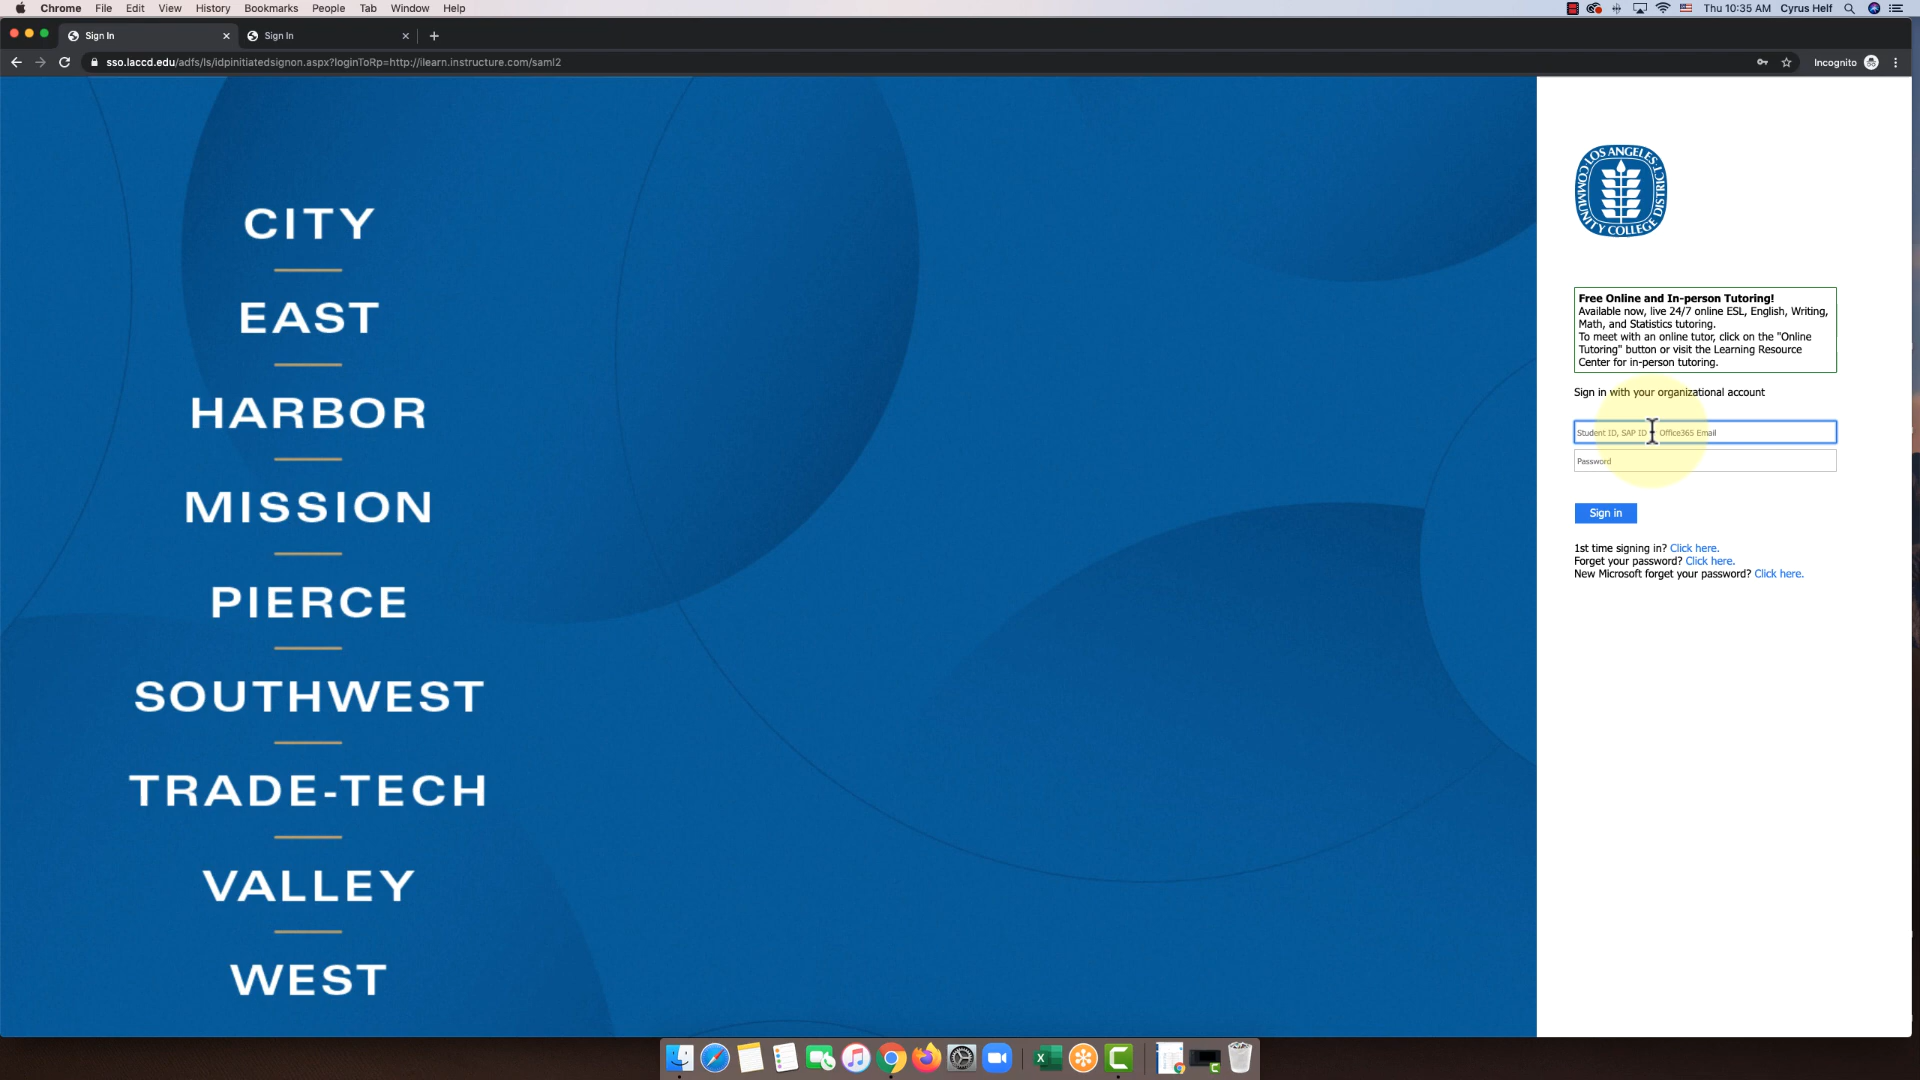 Chrome File Edit View History Bookmarks People Tab Window Help
Thu 10:35 AM Cyrus Helf
Sign In
Sign In
sso.laccd.edu/adfs/ls/idpinitiatedsignon.aspx?loginToRp=http://ilearn.instructure.com/saml2
Incognito
CITY
EAST
HARBOR
MISSION
PIERCE
SOUTHWEST
TRADE-TECH
VALLEY
WEST
LOS ANGELES
COMMUNITY COLLEGE DISTRICT
Free Online and In-person Tutoring!
Available now, live 24/7 online ESL, English, Writing,
Math, and Statistics tutoring.
To meet with an online tutor, click on the "Online
Tutoring" button or visit the Learning Resource
Center for in-person tutoring.
Sign in with your organizational account
Student ID, SAP ID Office365 Email
Password
Sign in
1st time signing in? Click here.
Forget your password? Click here.
New Microsoft forget your password? Click here.